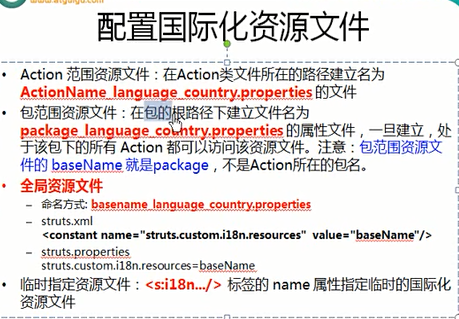 www.atguigu.com
配置国际化资源文件
• Action 范围资源文件：在Action类文件所在的路径建立名为
ActionName_language_country.properties 的文件
• 包范围资源文件：在包的根路径下建立文件名为
package_language_country.properties 的属性文件，一旦建立，处
于该包下的所有 Action 都可以访问该资源文件。注意：包范围资源文
件的 baseName 就是package，不是Action所在的包名。
• 全局资源文件
– 命名方式: basename_language_country.properties
– struts.xml
<constant name="struts.custom.i18n.resources" value="baseName"/>
– struts.properties
struts.custom.i18n.resources=baseName
• 临时指定资源文件：<s:i18n.../> 标签的 name 属性指定临时的国际化
资源文件